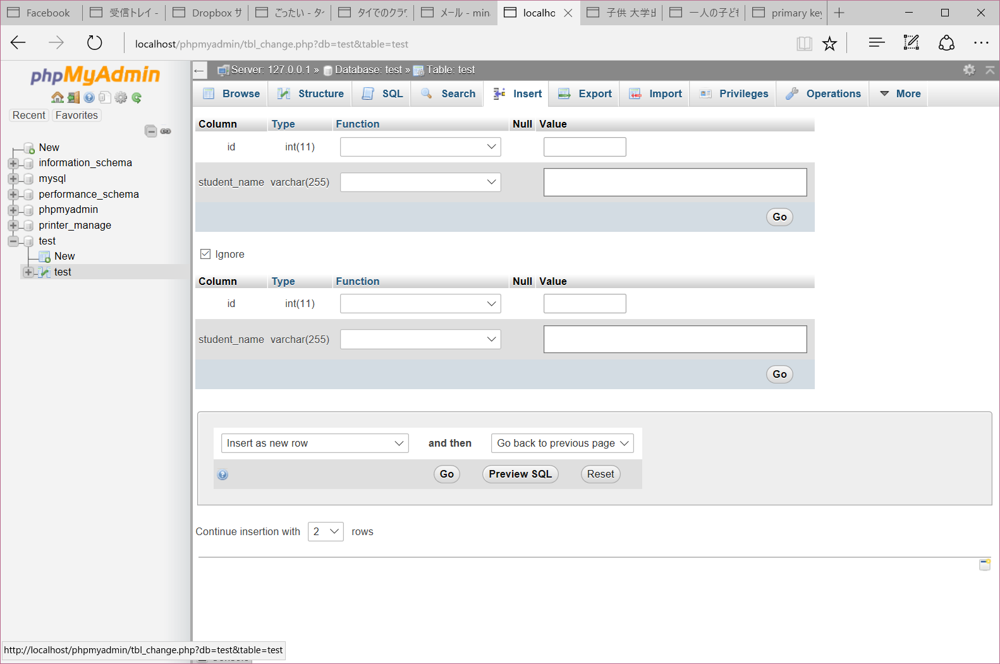 Facebook 受信トレイ - Dropbox サ ごったい - タイ タイでのクラウ メール - min localho 子供 大学出 一人の子ども primary key
localhost/phpmyadmin/tbl_change.php?db=test&table=test
phpMyAdmin
Recent Favorites
New
information_schema
mysql
performance_schema
phpmyadmin
printer_manage
test
New
test
Server: 127.0.0.1 » Database: test » Table: test
Browse Structure SQL Search Insert Export Import Privileges Operations More
Column Type Function Null Value
id int(11)
student_name varchar(255)
Go
Ignore
Column Type Function Null Value
id int(11)
student_name varchar(255)
Go
Insert as new row and then Go back to previous page
Go Preview SQL Reset
Continue insertion with 2 rows
http://localhost/phpmyadmin/tbl_change.php?db=test&table=test